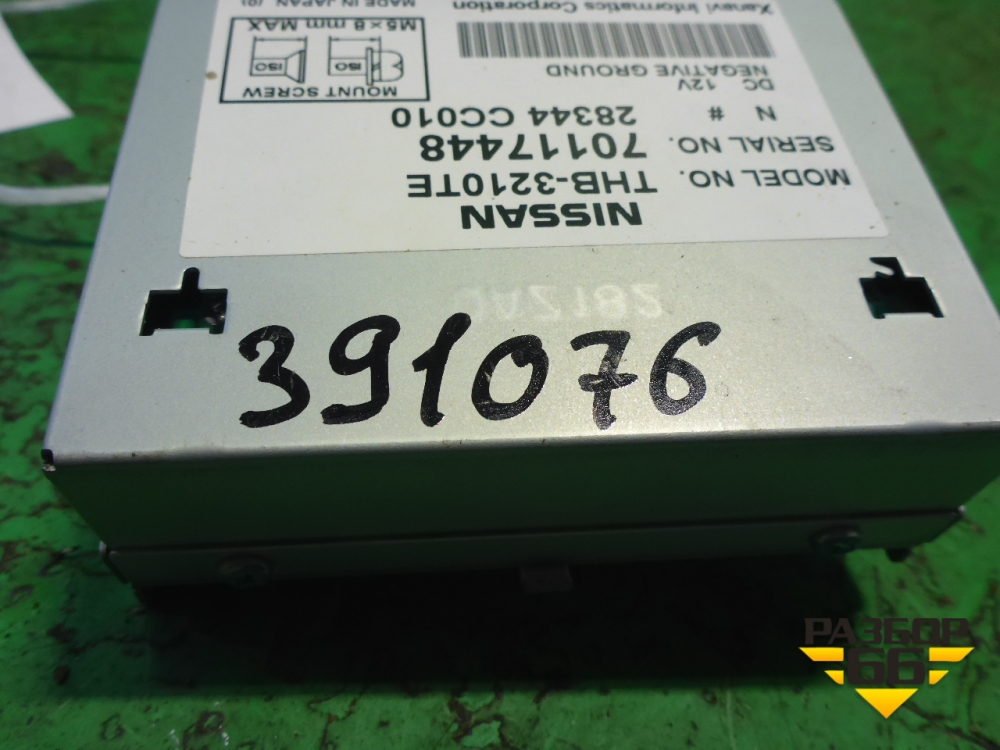 NISSAN
MODEL NO. THB-3210TE
SERIAL NO. 70117448
N # 28344 CC010
DC 12V
NEGATIVE GROUND
MOUNT SCREW
ISO ISO
M5×8 mm MAX
Xanavi Informatics Corporation
MADE IN JAPAN (0)
391076
РАЗБОР
66